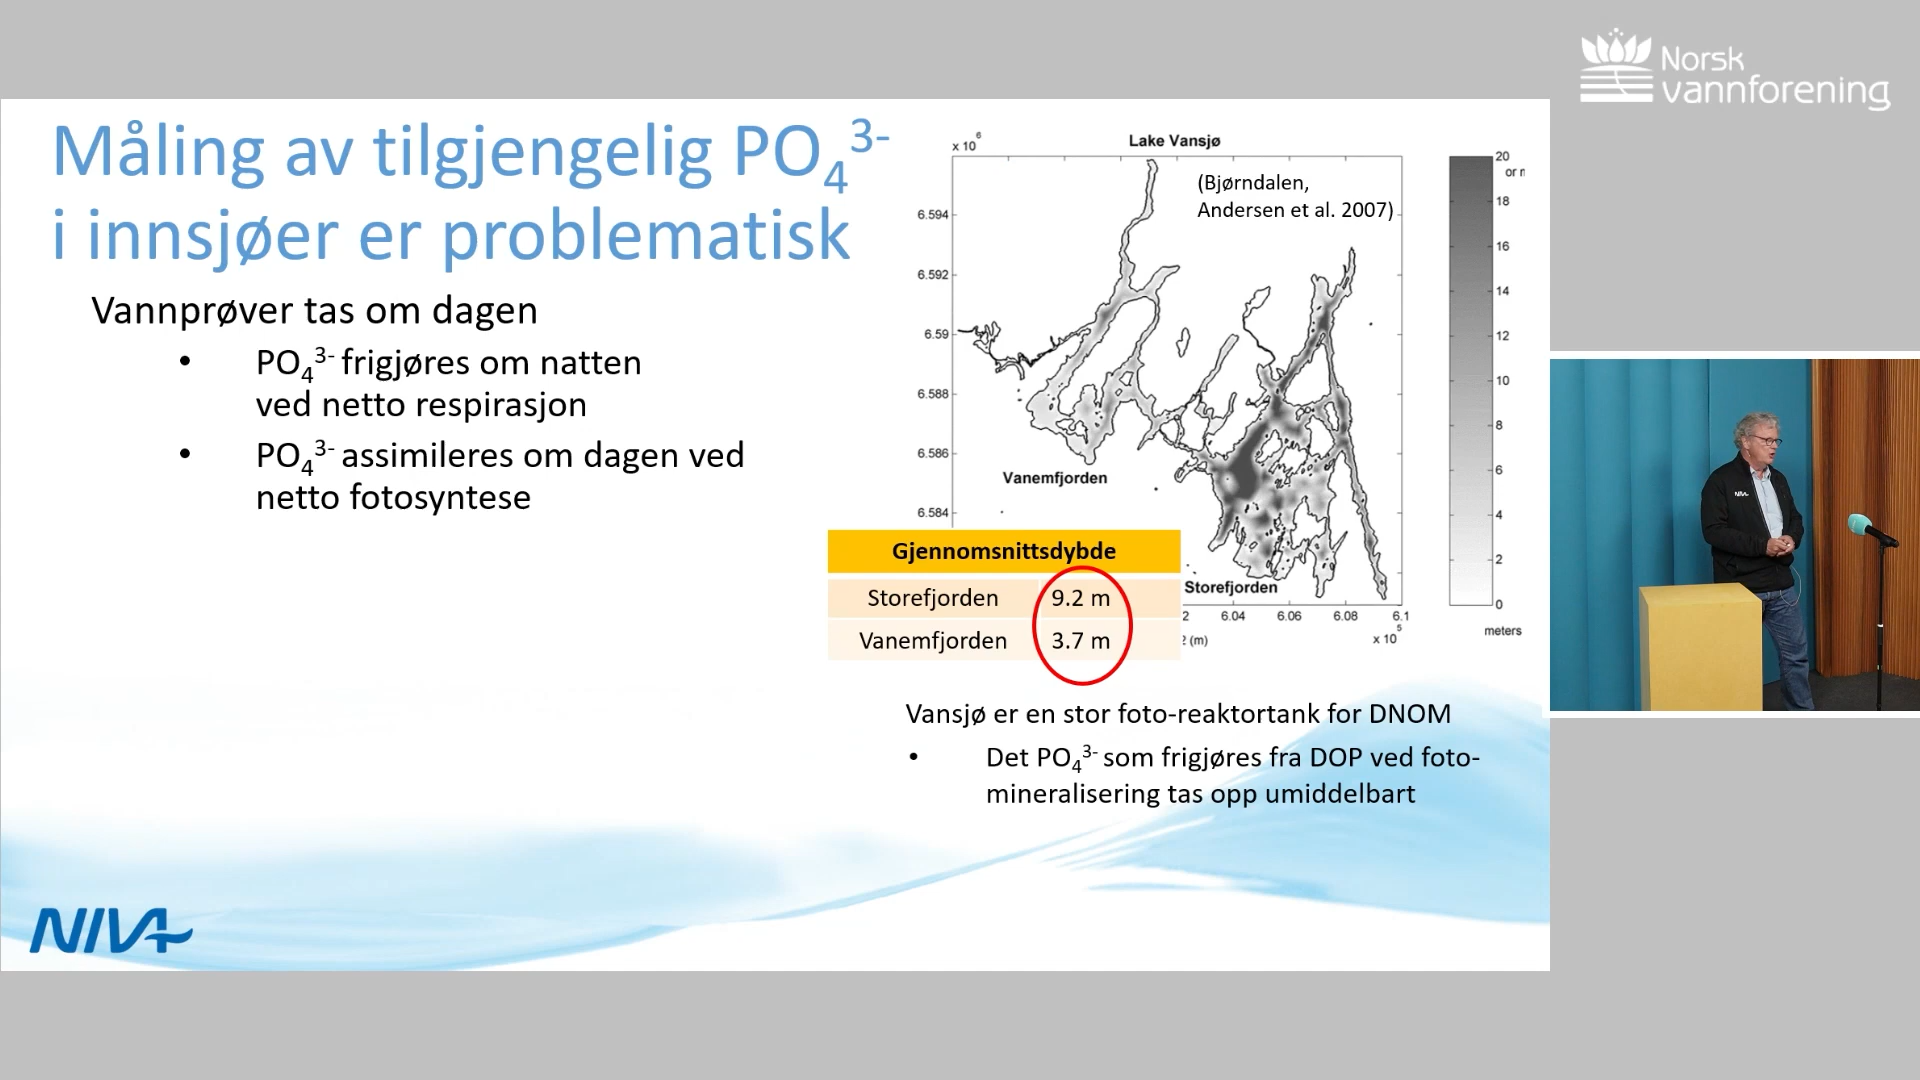 Norsk
vannforening
Måling av tilgjengelig PO₄³⁻
i innsjøer er problematisk
Vannprøver tas om dagen
• PO₄³⁻ frigjøres om natten
ved netto respirasjon
• PO₄³⁻ assimileres om dagen ved
netto fotosyntese
x 10⁶
Lake Vansjø
(Bjørndalen,
Andersen et al. 2007)
6.594
6.592
6.59
6.588
6.586
6.584
Vanemfjorden
Storefjorden
2
6.04
6.06
6.08
6.1
(m)
x 10⁵
20
or
18
16
14
12
10
8
6
4
2
0
meters
Gjennomsnittsdybde
Storefjorden 9.2 m
Vanemfjorden 3.7 m
Vansjø er en stor foto-reaktortank for DNOM
• Det PO₄³⁻ som frigjøres fra DOP ved foto-
mineralisering tas opp umiddelbart
NIVA
NIVA